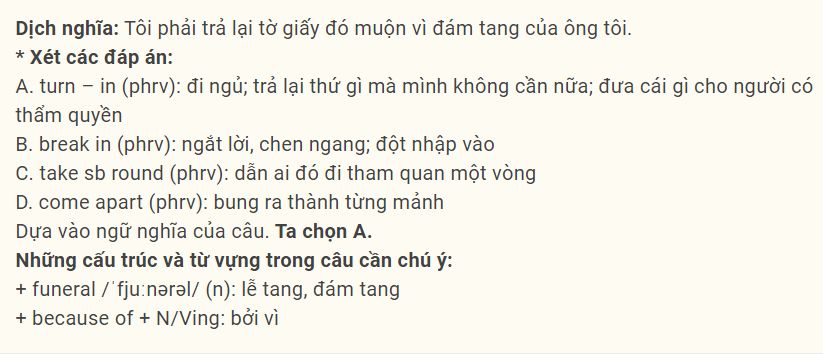 Dịch nghĩa: Tôi phải trả lại tờ giấy đó muộn vì đám tang của ông tôi.
* Xét các đáp án:
A. turn – in (phrv): đi ngủ; trả lại thứ gì mà mình không cần nữa; đưa cái gì cho người có
thẩm quyền
B. break in (phrv): ngắt lời, chen ngang; đột nhập vào
C. take sb round (phrv): dẫn ai đó đi tham quan một vòng
D. come apart (phrv): bung ra thành từng mảnh
Dựa vào ngữ nghĩa của câu. Ta chọn A.
Những cấu trúc và từ vựng trong câu cần chú ý:
+ funeral /ˈfjuːnərəl/ (n): lễ tang, đám tang
+ because of + N/Ving: bởi vì